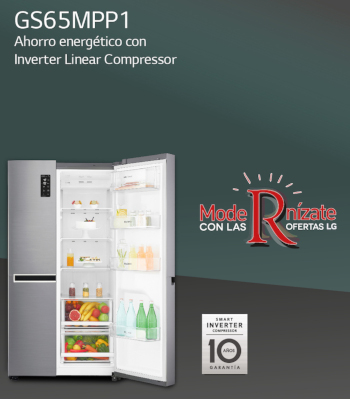 GS65MPP1
Ahorro energético con
Inverter Linear Compressor
ModeRnízate
CON LAS OFERTAS LG
SMART
INVERTER
COMPRESSOR
10 AÑOS
GARANTÍA